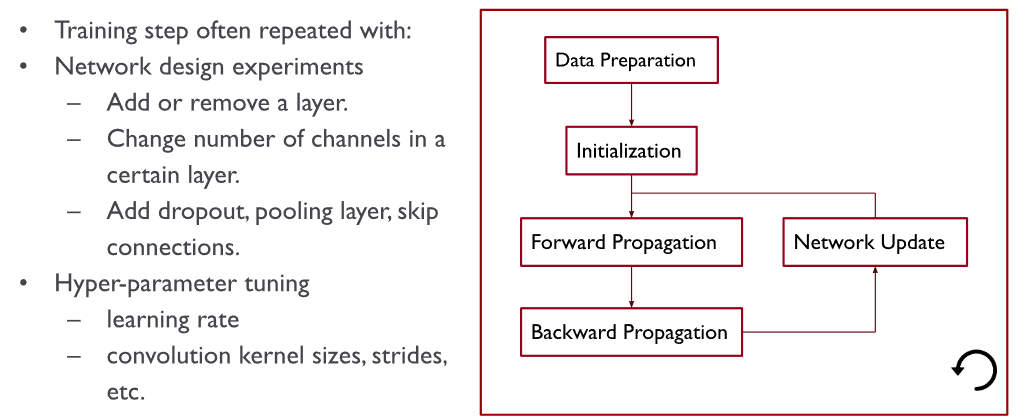 • Training step often repeated with:
• Network design experiments
– Add or remove a layer.
– Change number of channels in a
certain layer.
– Add dropout, pooling layer, skip
connections.
• Hyper-parameter tuning
– learning rate
– convolution kernel sizes, strides,
etc.
Data Preparation
Initialization
Forward Propagation
Network Update
Backward Propagation